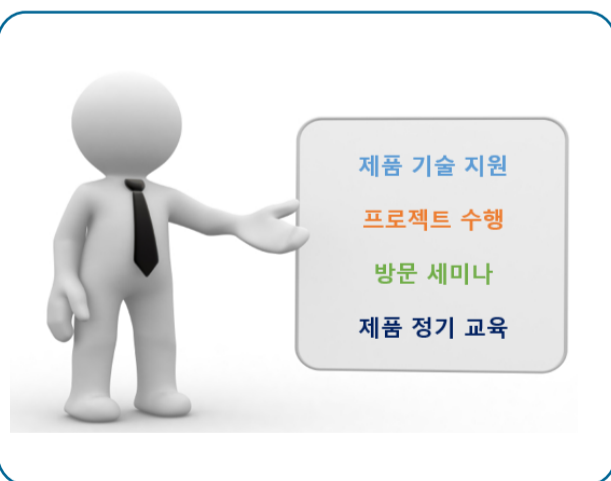 제품 기술 지원
프로젝트 수행
방문 세미나
제품 정기 교육